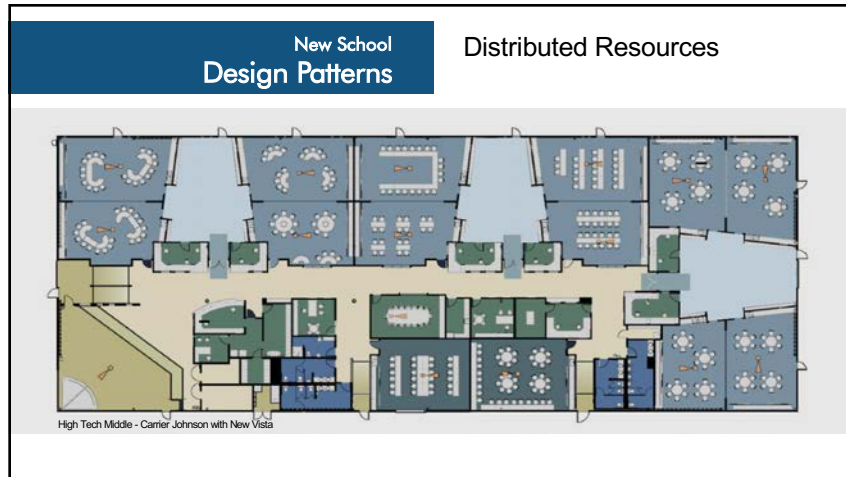 New School
Design Patterns
Distributed Resources
High Tech Middle - Carrier Johnson with New Vista